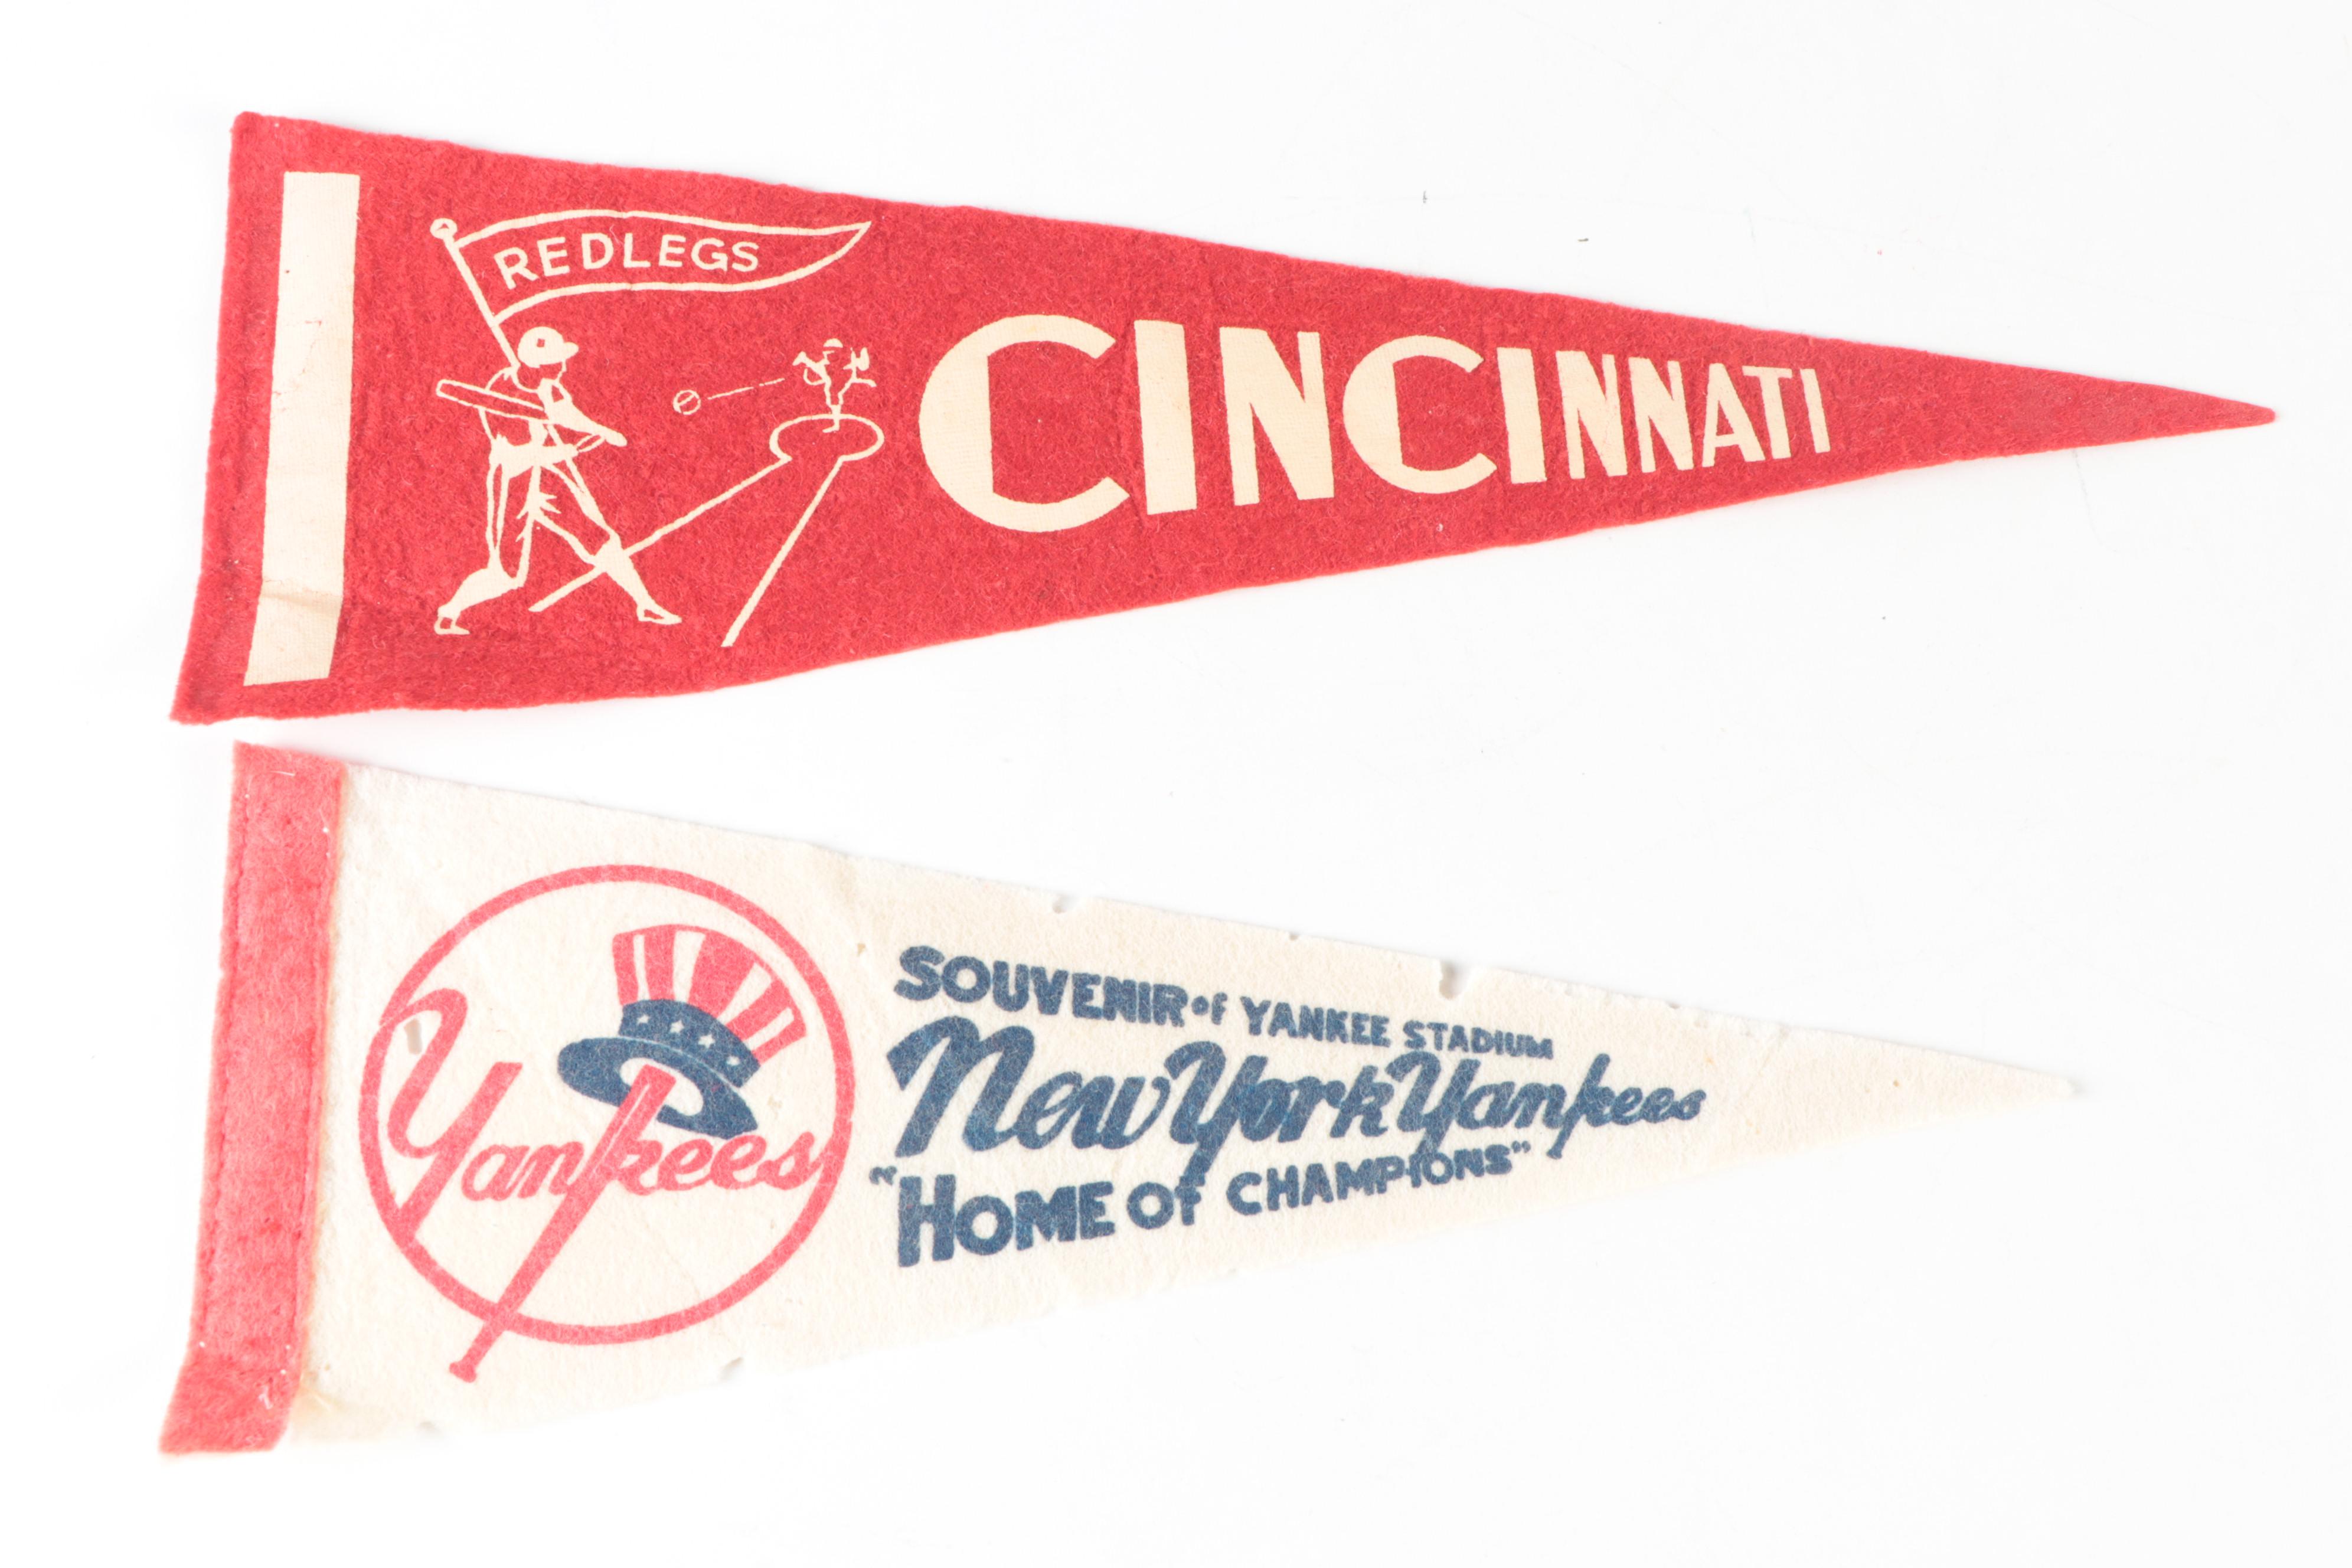 REDLEGS
CINCINNATI
Yankees
SOUVENIR of YANKEE STADIUM
New York Yankees
"HOME OF CHAMPIONS"